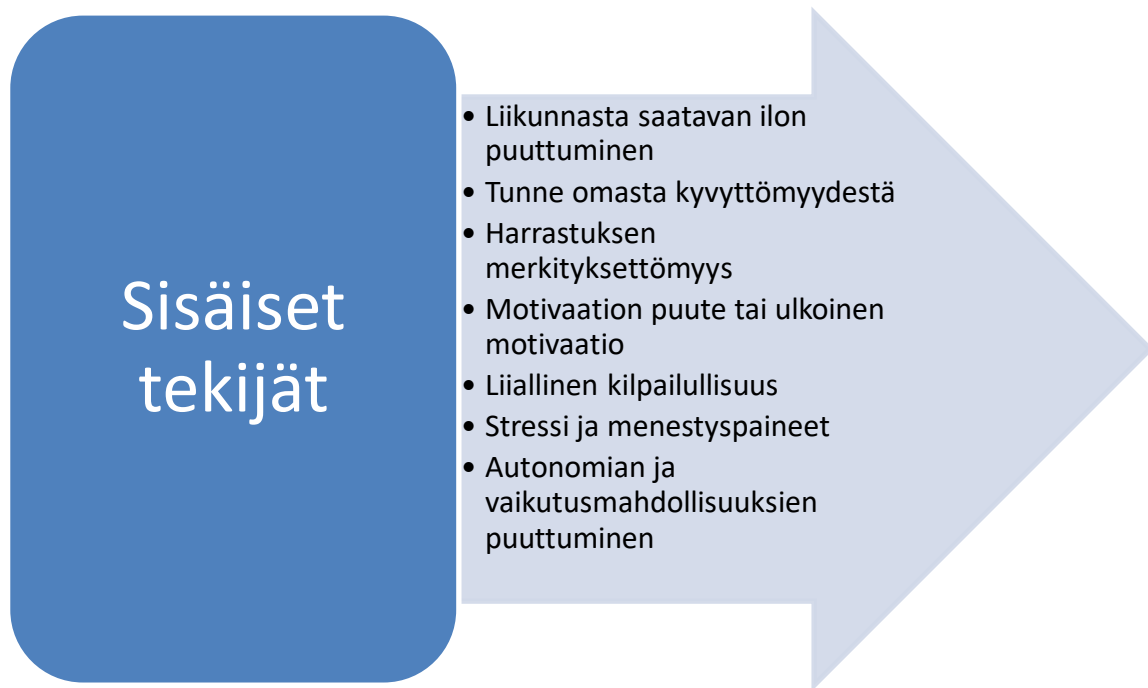 Sisäiset
tekijät
• Liikunnasta saatavan ilon
puuttuminen
• Tunne omasta kyvyttömyydestä
• Harrastuksen
merkityksettömyys
• Motivaation puute tai ulkoinen
motivaatio
• Liiallinen kilpailullisuus
• Stressi ja menestyspaineet
• Autonomian ja
vaikutusmahdollisuuksien
puuttuminen